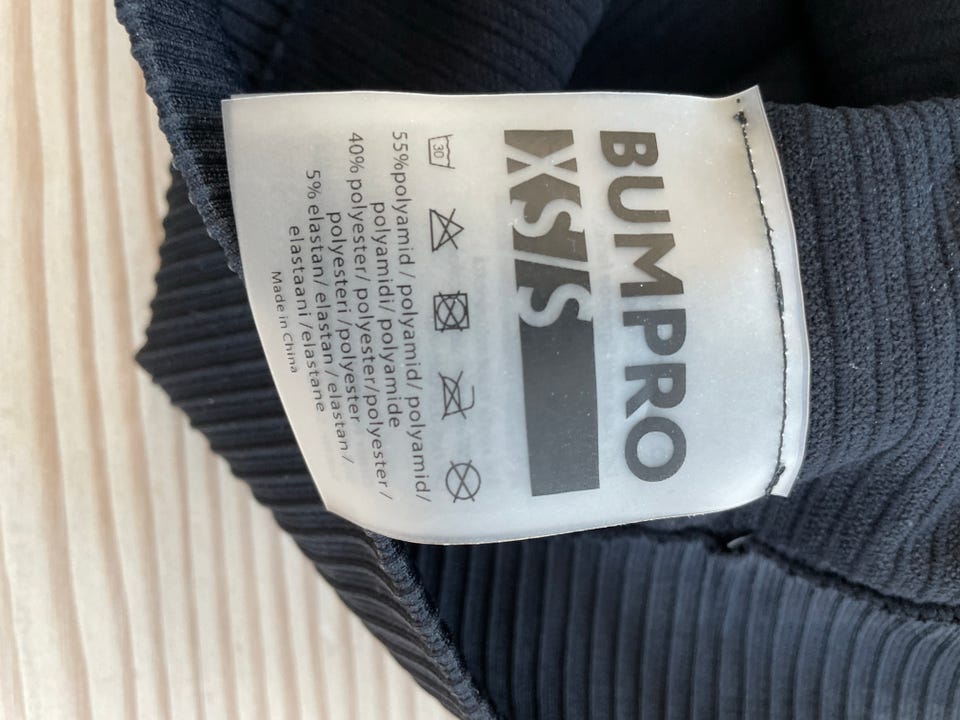 BUMPRO
XS/S
30
55%polyamid / polyamid/ polyamid/
polyamidi/ polyamide
40% polyester/ polyester/polyester/
polyesteri /polyester
5% elastan/ elastan / elastan /
elastaani /elastane
Made in China